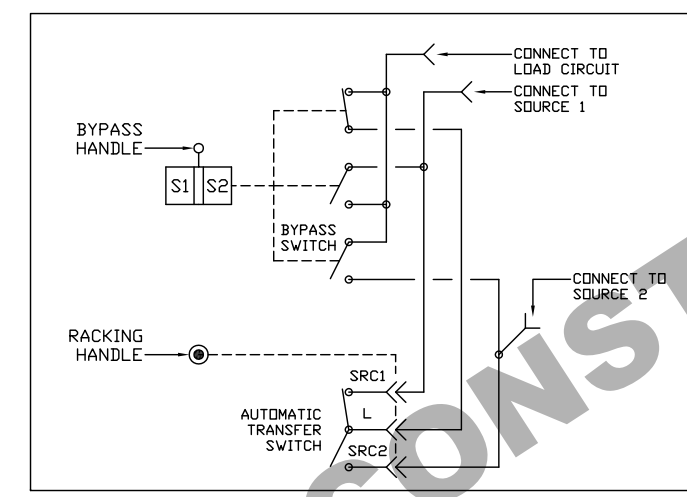 CONNECT TO
LOAD CIRCUIT
CONNECT TO
SOURCE 1
BYPASS
HANDLE
S1 S2
BYPASS
SWITCH
CONNECT TO
SOURCE 2
RACKING
HANDLE
SRC1
L
AUTOMATIC
TRANSFER
SWITCH
SRC2
CONST